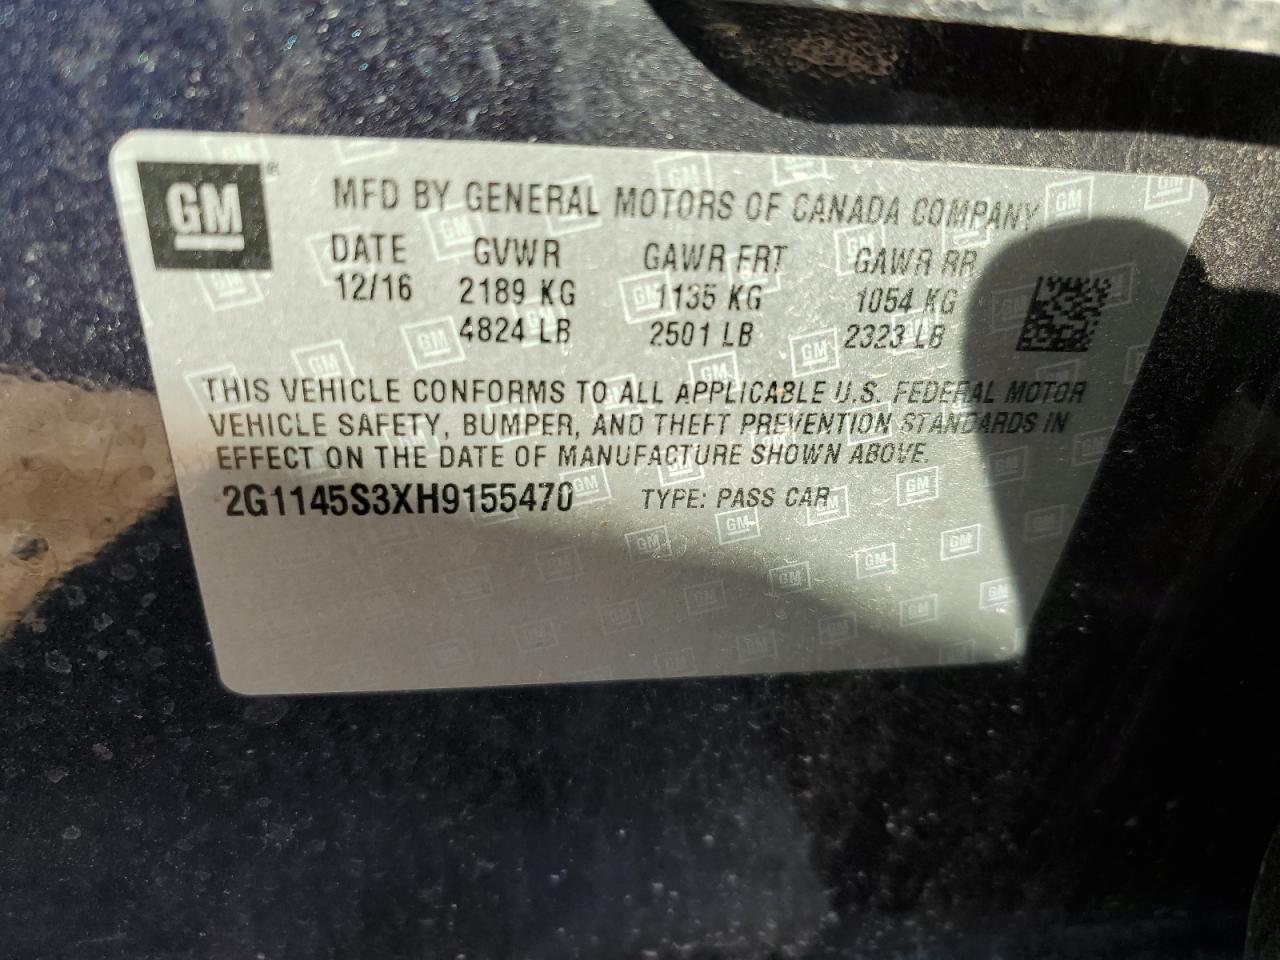 GM ®
MFD BY GENERAL MOTORS OF CANADA COMPANY
DATE GVWR GAWR FRT GAWR RR
12/16 2189 KG 1135 KG 1054 KG
4824 LB 2501 LB 2323 LB
THIS VEHICLE CONFORMS TO ALL APPLICABLE U.S. FEDERAL MOTOR
VEHICLE SAFETY, BUMPER, AND THEFT PREVENTION STANDARDS IN
EFFECT ON THE DATE OF MANUFACTURE SHOWN ABOVE.
2G1145S3XH9155470 TYPE: PASS CAR